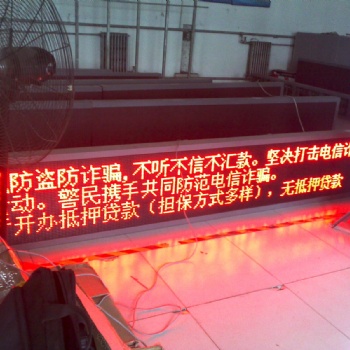 防盗防诈骗,不听不信不汇款。坚决打击电信诈
动。警民携手共同防范电信诈骗。
开办抵押贷款(担保方式多样),无抵押贷款